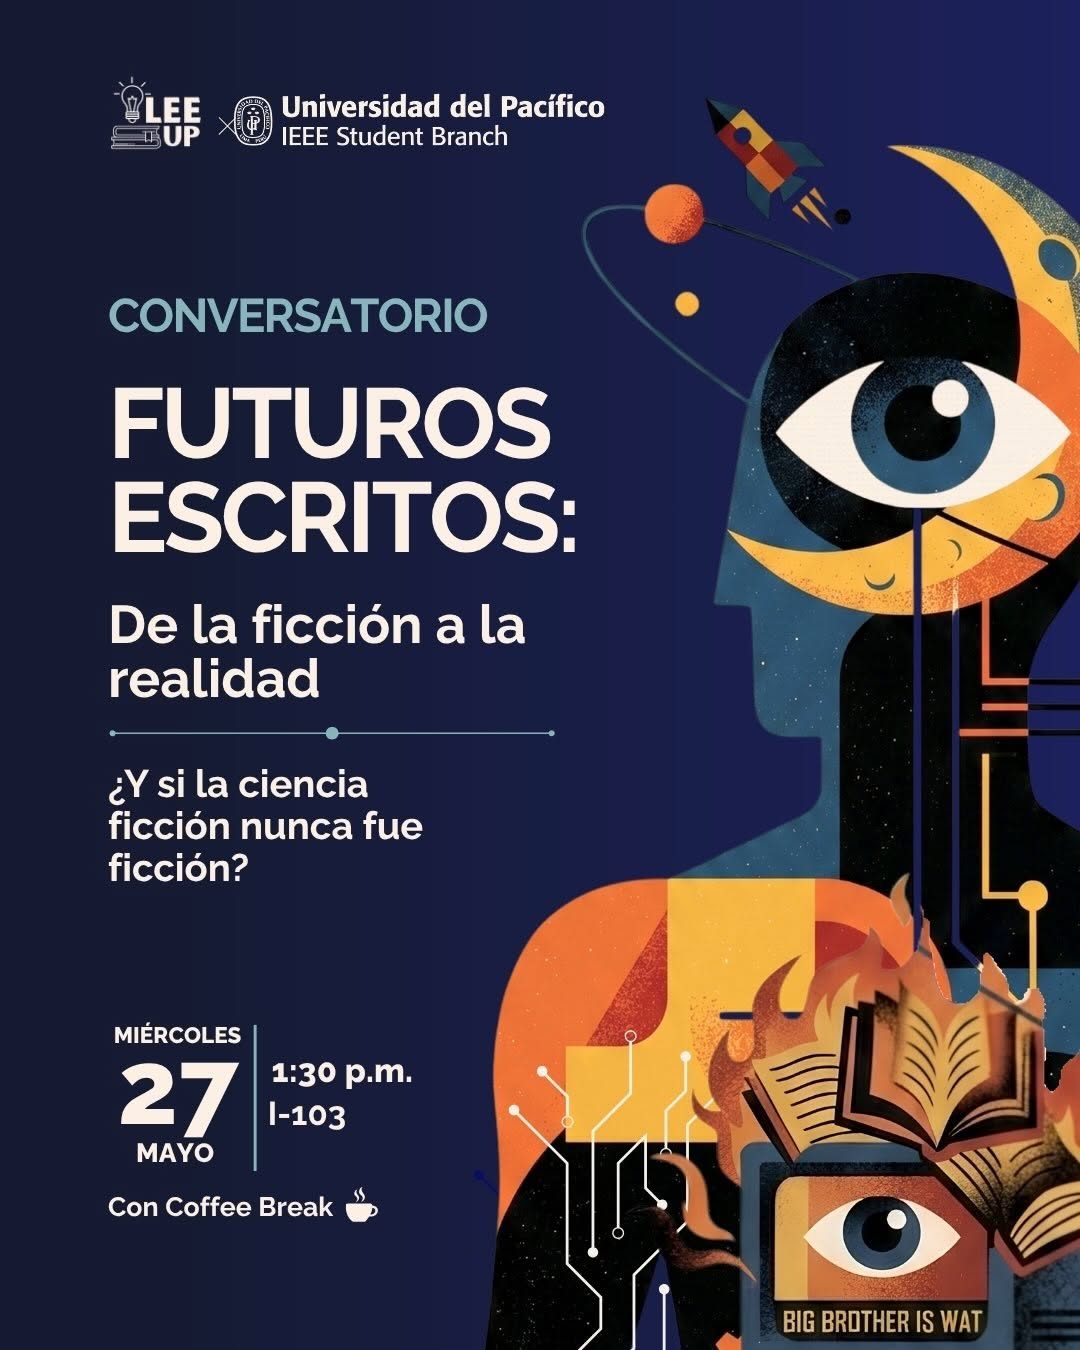 LEE
UP
× Universidad del Pacífico
IEEE Student Branch
CONVERSATORIO
FUTUROS
ESCRITOS:
De la ficción a la
realidad
¿Y si la ciencia
ficción nunca fue
ficción?
MIÉRCOLES
27
MAYO
1:30 p.m.
I-103
Con Coffee Break
BIG BROTHER IS WAT